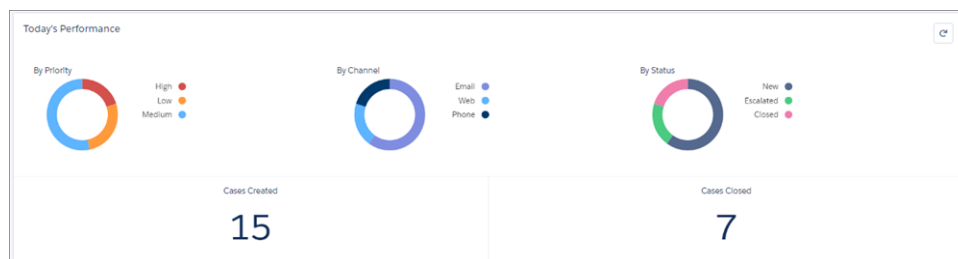 Today's Performance
By Priority
High
Low
Medium
By Channel
Email
Web
Phone
By Status
New
Escalated
Closed
Cases Created
15
Cases Closed
7